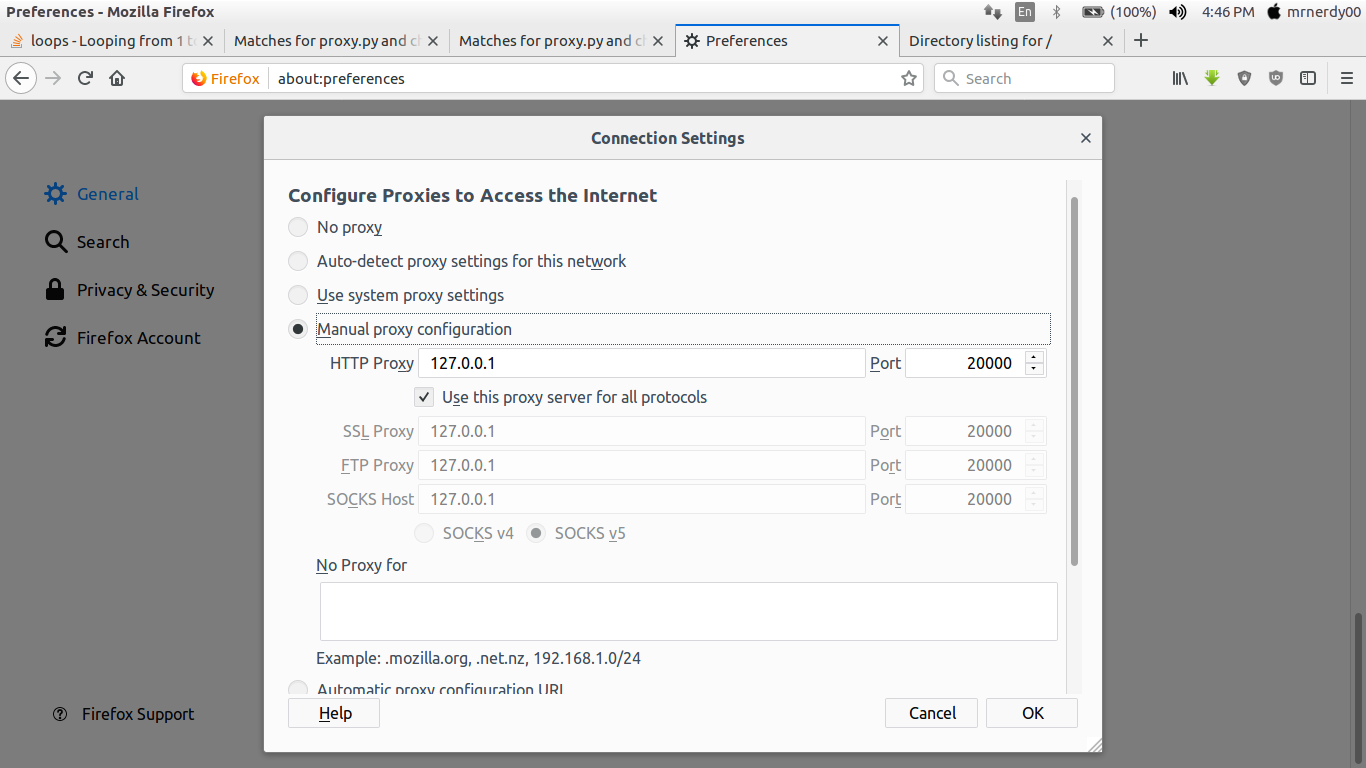 Preferences - Mozilla Firefox En (100%) 4:46 PM mrnerdy00
loops - Looping from 1 t Matches for proxy.py and c Matches for proxy.py and c Preferences Directory listing for /
Firefox about:preferences Search
Connection Settings
Configure Proxies to Access the Internet
General
No proxy
Search
Auto-detect proxy settings for this network
Privacy & Security
Use system proxy settings
Firefox Account
Manual proxy configuration
HTTP Proxy 127.0.0.1 Port 20000
Use this proxy server for all protocols
SSL Proxy 127.0.0.1 Port 20000
FTP Proxy 127.0.0.1 Port 20000
SOCKS Host 127.0.0.1 Port 20000
SOCKS v4 SOCKS v5
No Proxy for
Example: .mozilla.org, .net.nz, 192.168.1.0/24
Automatic proxy configuration URL
Firefox Support
Help Cancel OK